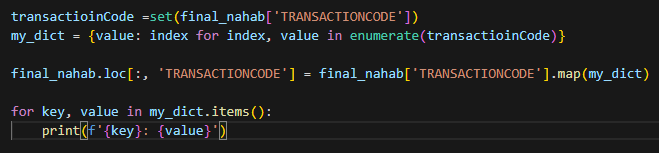 transactioinCode =set(final_nahab['TRANSACTIONCODE'])
my_dict = {value: index for index, value in enumerate(transactioinCode)}
final_nahab.loc[:, 'TRANSACTIONCODE'] = final_nahab['TRANSACTIONCODE'].map(my_dict)
for key, value in my_dict.items():
    print(f'{key}: {value}')